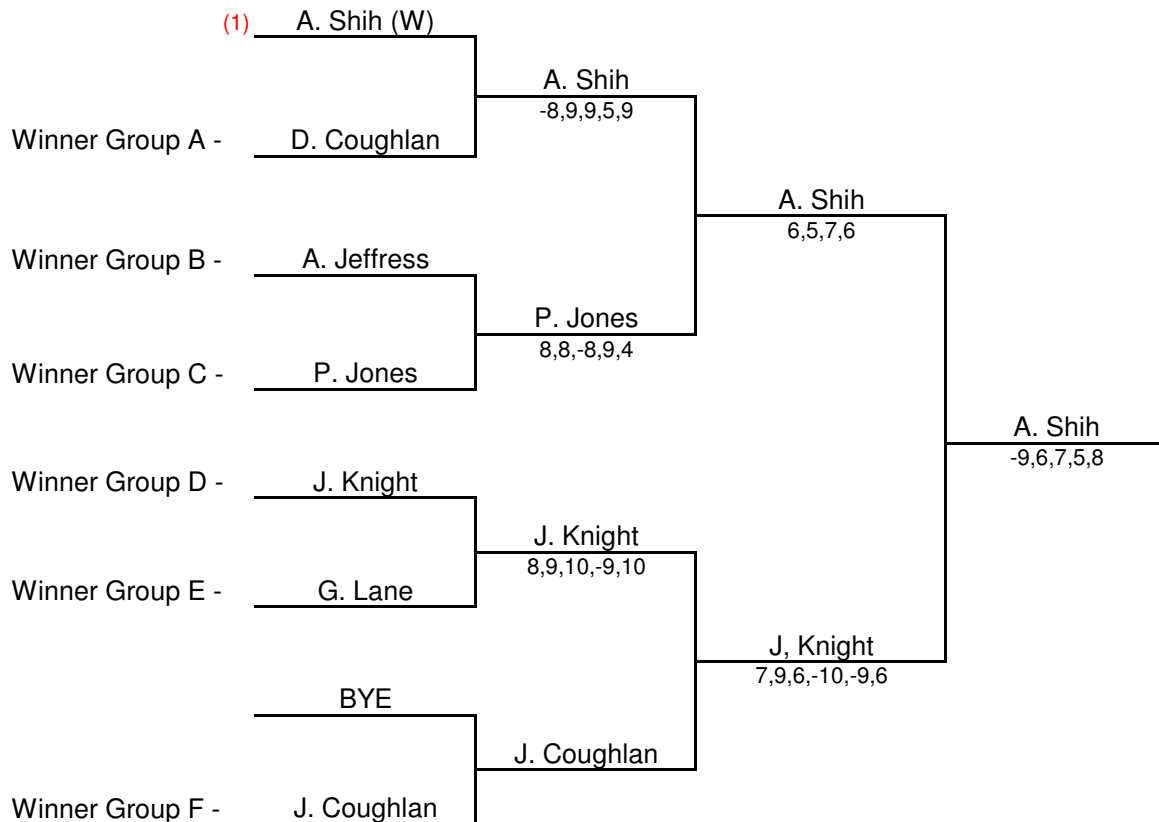 (1) A. Shih (W)
A. Shih
-8,9,9,5,9
Winner Group A - D. Coughlan
A. Shih
6,5,7,6
Winner Group B - A. Jeffress
P. Jones
8,8,-8,9,4
Winner Group C - P. Jones
A. Shih
-9,6,7,5,8
Winner Group D - J. Knight
J. Knight
8,9,10,-9,10
Winner Group E - G. Lane
J, Knight
7,9,6,-10,-9,6
BYE
J. Coughlan
Winner Group F - J. Coughlan